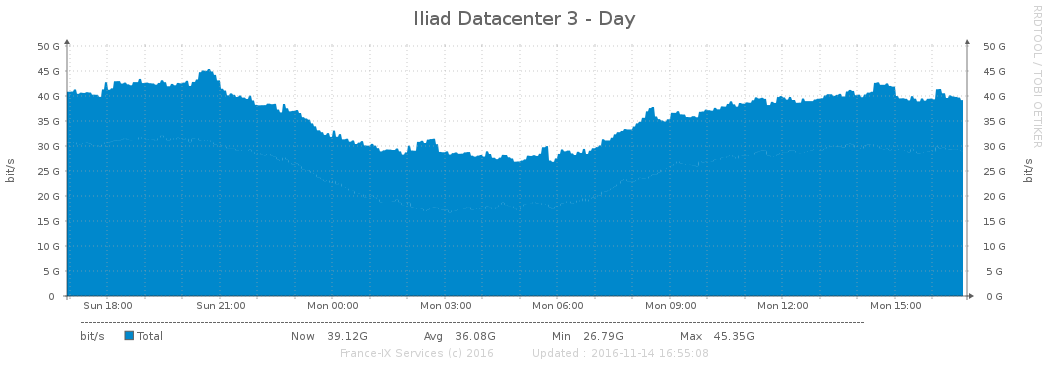 Iliad Datacenter 3 - Day
RRDTOOL / TOBI OETIKER
bit/s
bit/s
50 G 50 G
45 G 45 G
40 G 40 G
35 G 35 G
30 G 30 G
25 G 25 G
20 G 20 G
15 G 15 G
10 G 10 G
5 G 5 G
0 0 G
Sun 18:00 Sun 21:00 Mon 00:00 Mon 03:00 Mon 06:00 Mon 09:00 Mon 12:00 Mon 15:00
bit/s Total Now 39.12G Avg 36.08G Min 26.79G Max 45.35G
France-IX Services (c) 2016 Updated : 2016-11-14 16:55:08